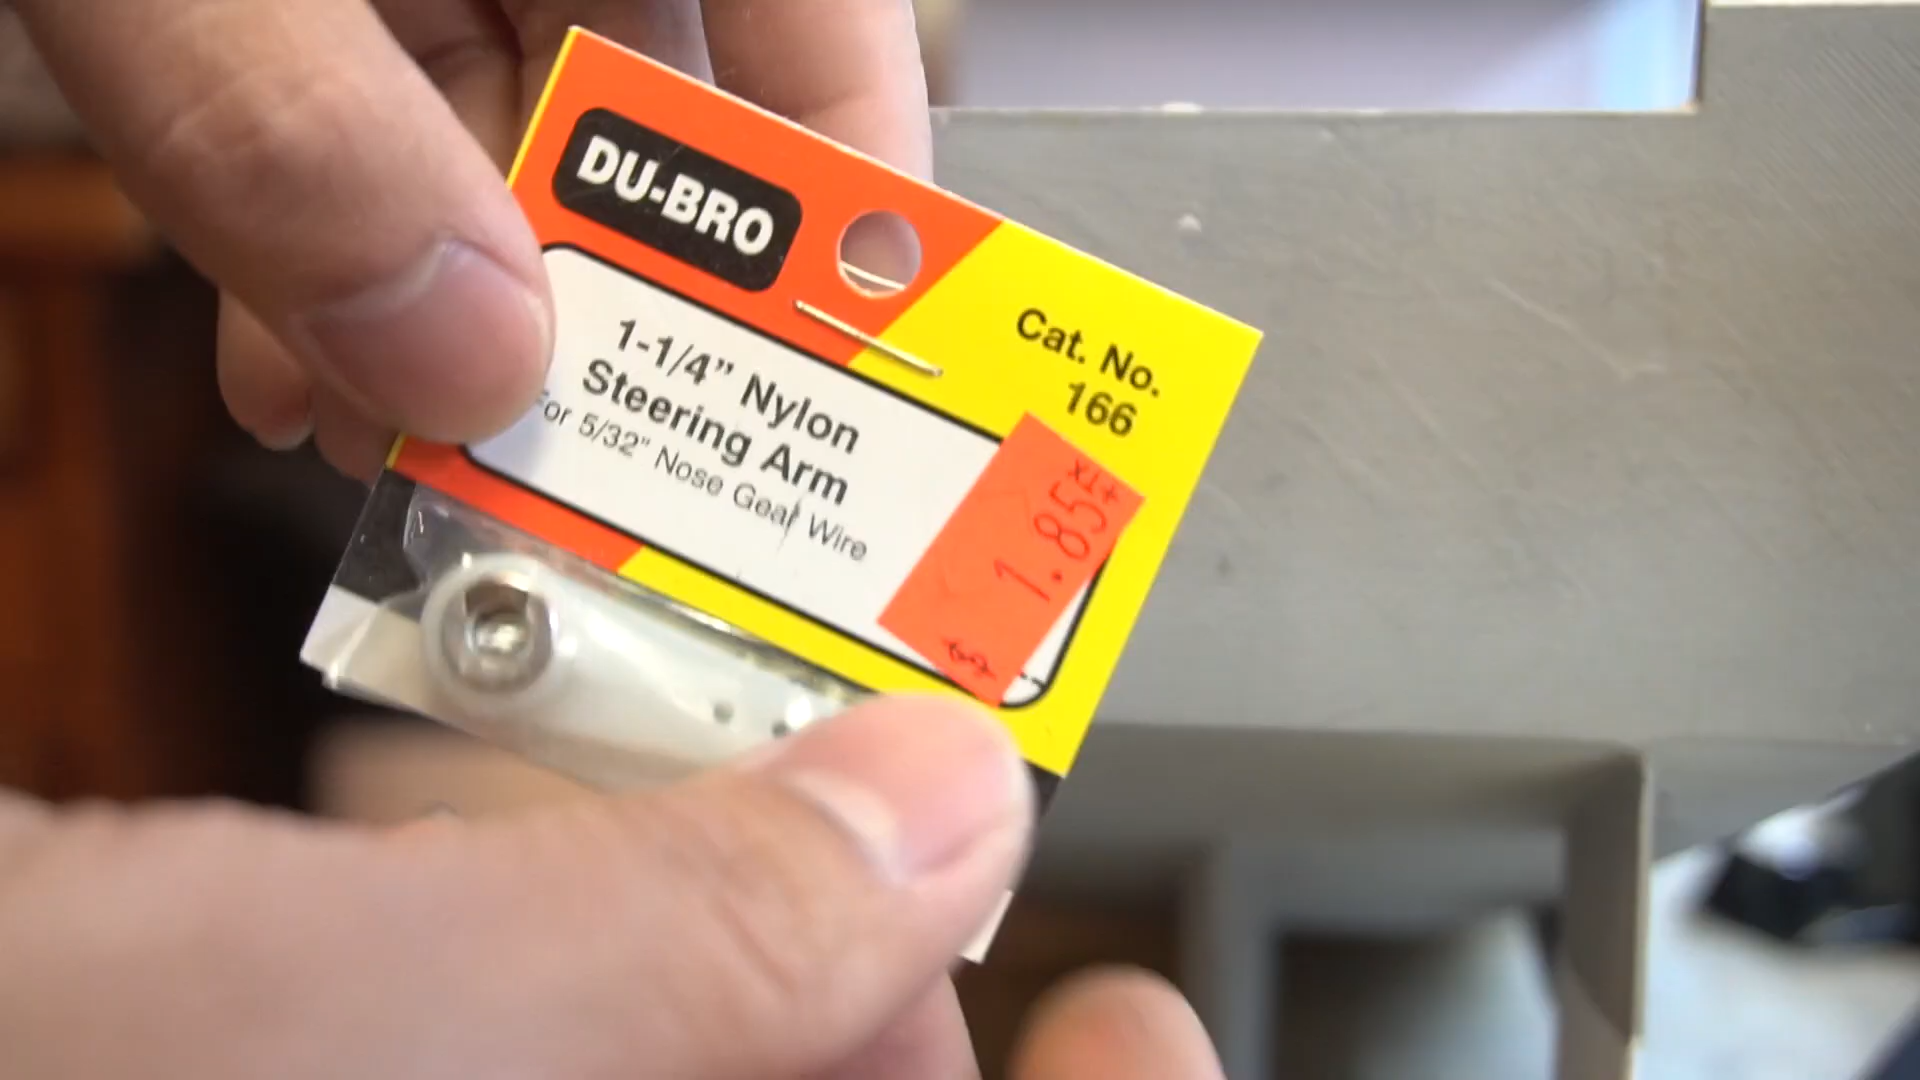 DU-BRO
Cat. No.
166
1-1/4” Nylon
Steering Arm
For 5/32" Nose Gear Wire
$ 1.85